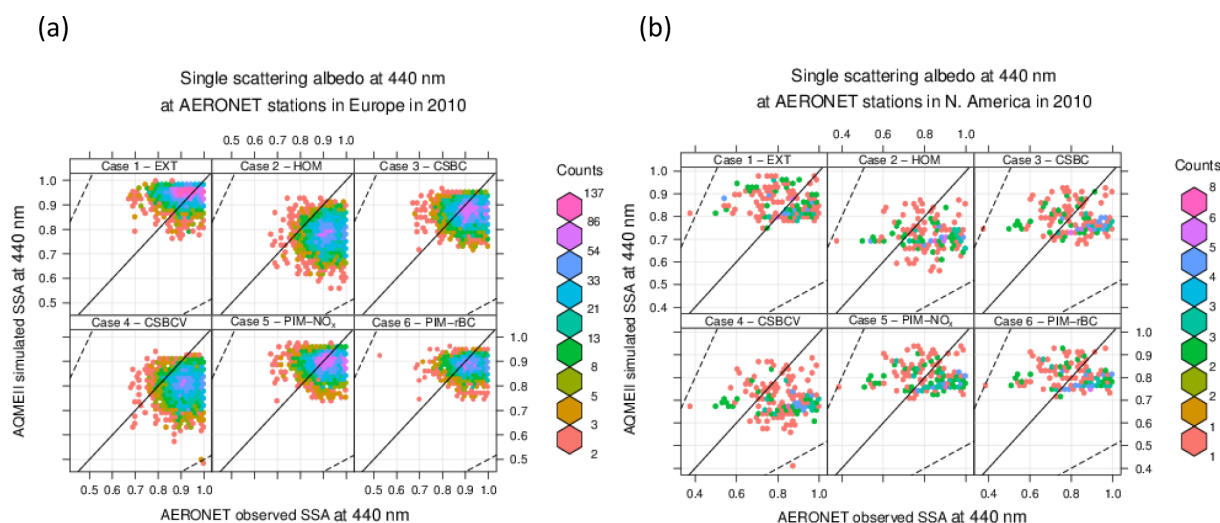 (a)
Single scattering albedo at 440 nm
at AERONET stations in Europe in 2010
0.5 0.6 0.7 0.8 0.9 1.0
Case 1 − EXT
Case 2 − HOM
Case 3 − CSBC
1.0
0.9
0.8
0.7
0.6
0.5
Case 4 − CSBCV
Case 5 − PIM−NOₓ
Case 6 − PIM−rBC
1.0
0.9
0.8
0.7
0.6
0.5
AQMEII simulated SSA at 440 nm
0.5 0.6 0.7 0.8 0.9 1.0
0.5 0.6 0.7 0.8 0.9 1.0
AERONET observed SSA at 440 nm
Counts
137
86
54
33
21
13
8
5
3
2
(b)
Single scattering albedo at 440 nm
at AERONET stations in N. America in 2010
0.4 0.6 0.8 1.0
Case 1 − EXT
Case 2 − HOM
Case 3 − CSBC
1.0
0.9
0.8
0.7
0.6
0.5
0.4
Case 4 − CSBCV
Case 5 − PIM−NOₓ
Case 6 − PIM−rBC
1.0
0.9
0.8
0.7
0.6
0.5
0.4
AQMEII simulated SSA at 440 nm
0.4 0.6 0.8 1.0
0.4 0.6 0.8 1.0
AERONET observed SSA at 440 nm
Counts
8
6
5
4
3
3
3
2
2
1
1